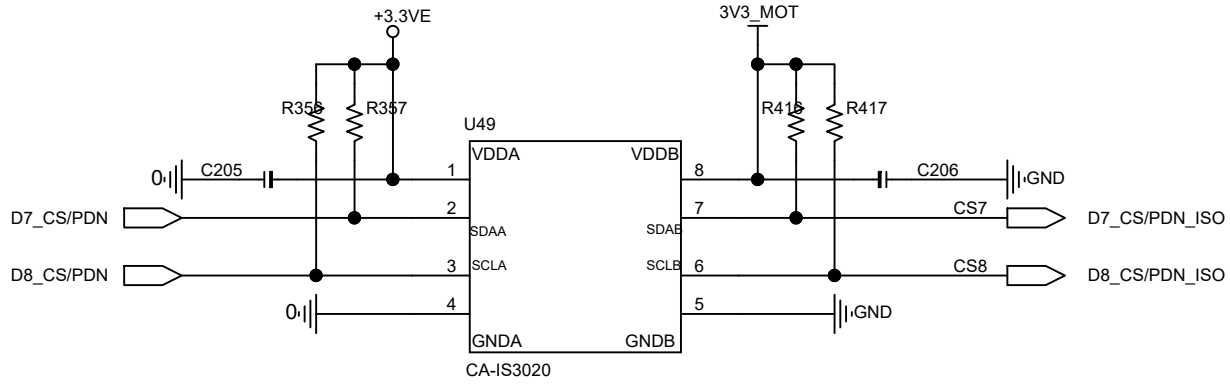 +3.3VE
3V3_MOT
R356
R357
R416
R417
U49
VDDA
VDDB
0
C205
1
8
C206
GND
D7_CS/PDN
2
SDAA
SDAB
7
CS7
D7_CS/PDN_ISO
D8_CS/PDN
3
SCLA
SCLB
6
CS8
D8_CS/PDN_ISO
0
4
5
GND
GNDA
GNDB
CA-IS3020